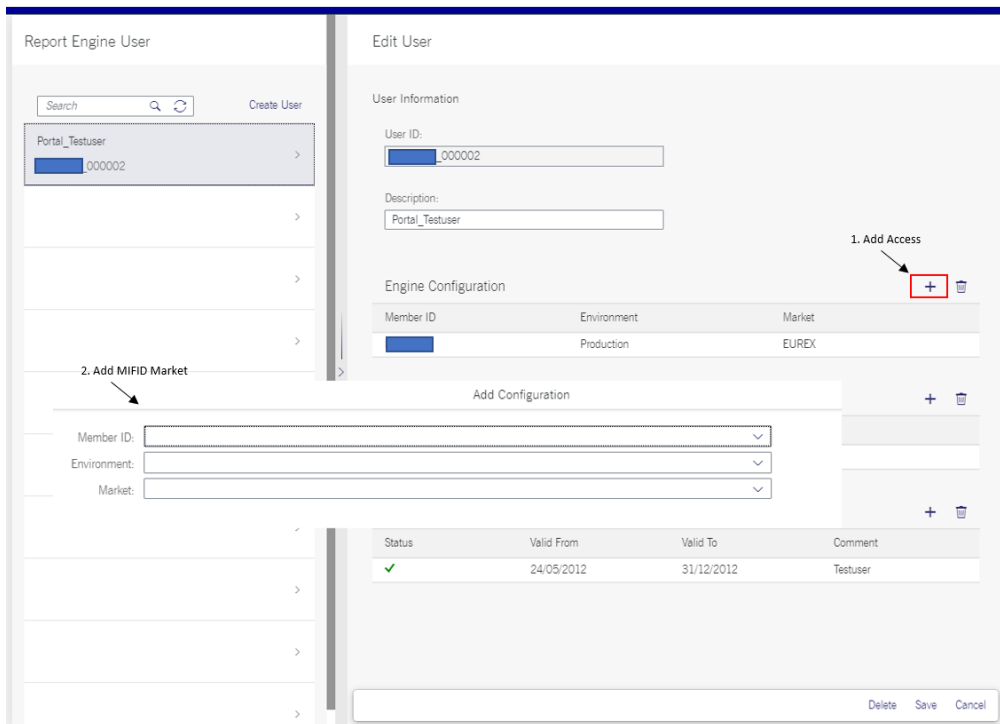 Report Engine User
Search
Create User
Portal_Testuser
_000002
Edit User
User Information
User ID:
_000002
Description:
Portal_Testuser
1. Add Access
Engine Configuration
Member ID Environment Market
Production EUREX
2. Add MIFID Market
Add Configuration
Member ID:
Environment:
Market:
Status Valid From Valid To Comment
24/05/2012 31/12/2012 Testuser
Delete Save Cancel